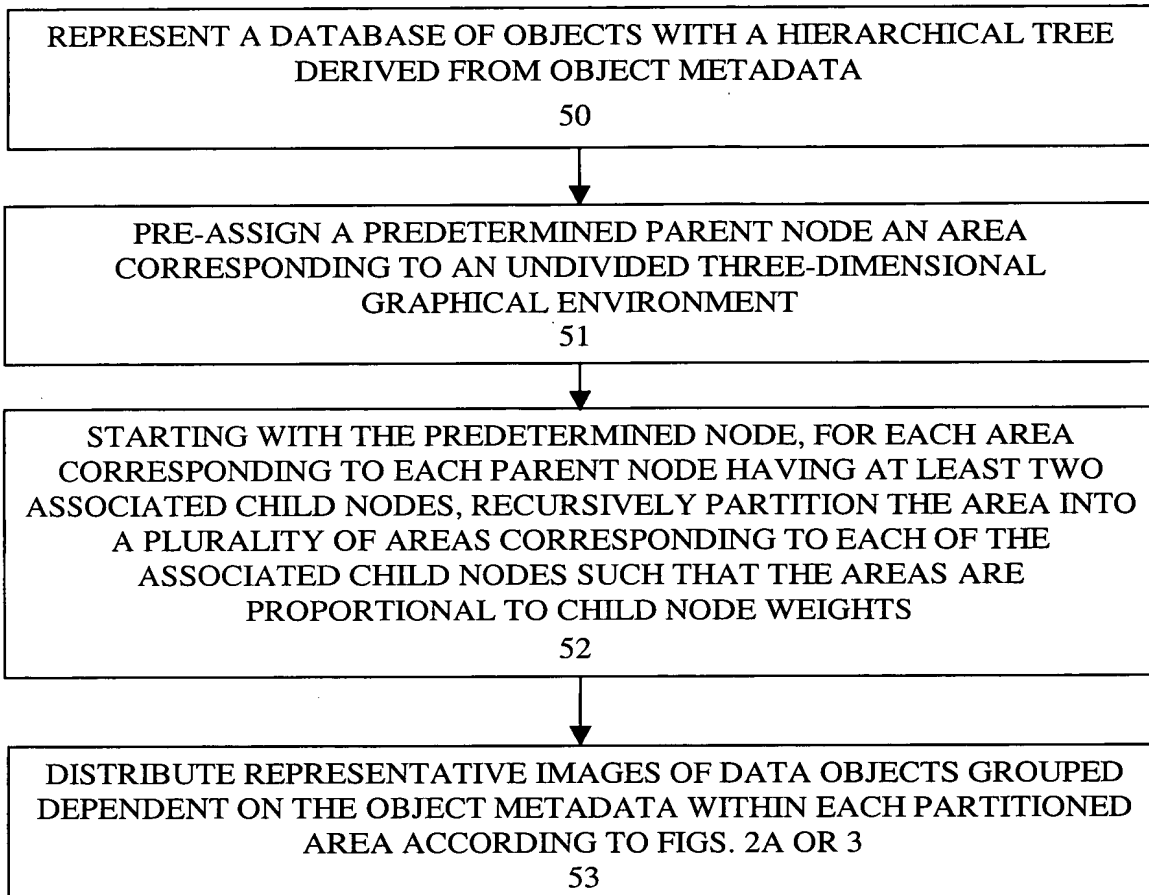 REPRESENT A DATABASE OF OBJECTS WITH A HIERARCHICAL TREE
DERIVED FROM OBJECT METADATA
50
PRE-ASSIGN A PREDETERMINED PARENT NODE AN AREA
CORRESPONDING TO AN UNDIVIDED THREE-DIMENSIONAL
GRAPHICAL ENVIRONMENT
51
STARTING WITH THE PREDETERMINED NODE, FOR EACH AREA
CORRESPONDING TO EACH PARENT NODE HAVING AT LEAST TWO
ASSOCIATED CHILD NODES, RECURSIVELY PARTITION THE AREA INTO
A PLURALITY OF AREAS CORRESPONDING TO EACH OF THE
ASSOCIATED CHILD NODES SUCH THAT THE AREAS ARE
PROPORTIONAL TO CHILD NODE WEIGHTS
52
DISTRIBUTE REPRESENTATIVE IMAGES OF DATA OBJECTS GROUPED
DEPENDENT ON THE OBJECT METADATA WITHIN EACH PARTITIONED
AREA ACCORDING TO FIGS. 2A OR 3
53